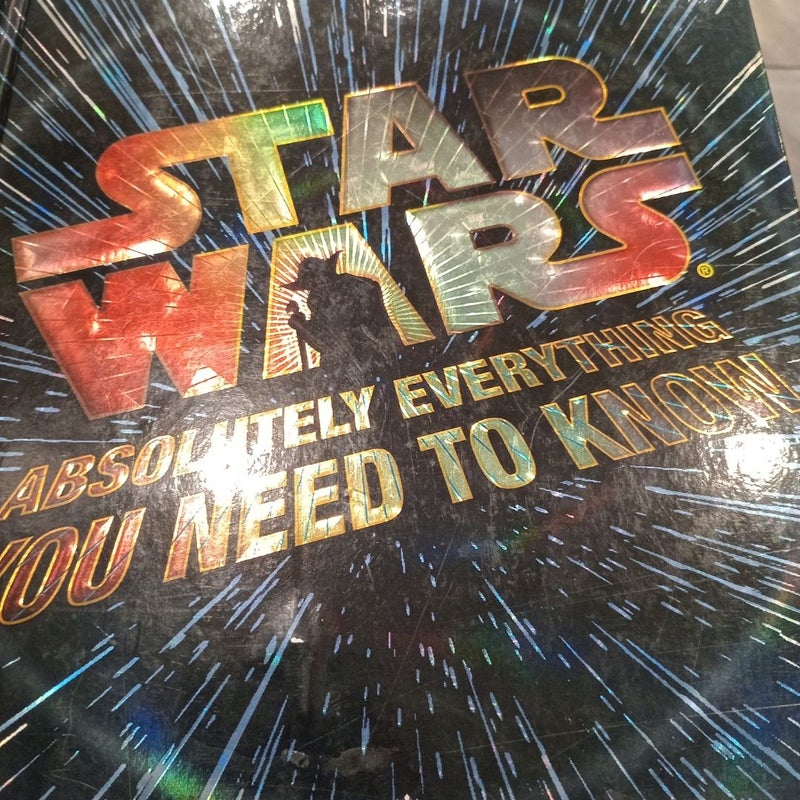 STAR
WARS®
ABSOLUTELY EVERYTHING
YOU NEED TO KNOW